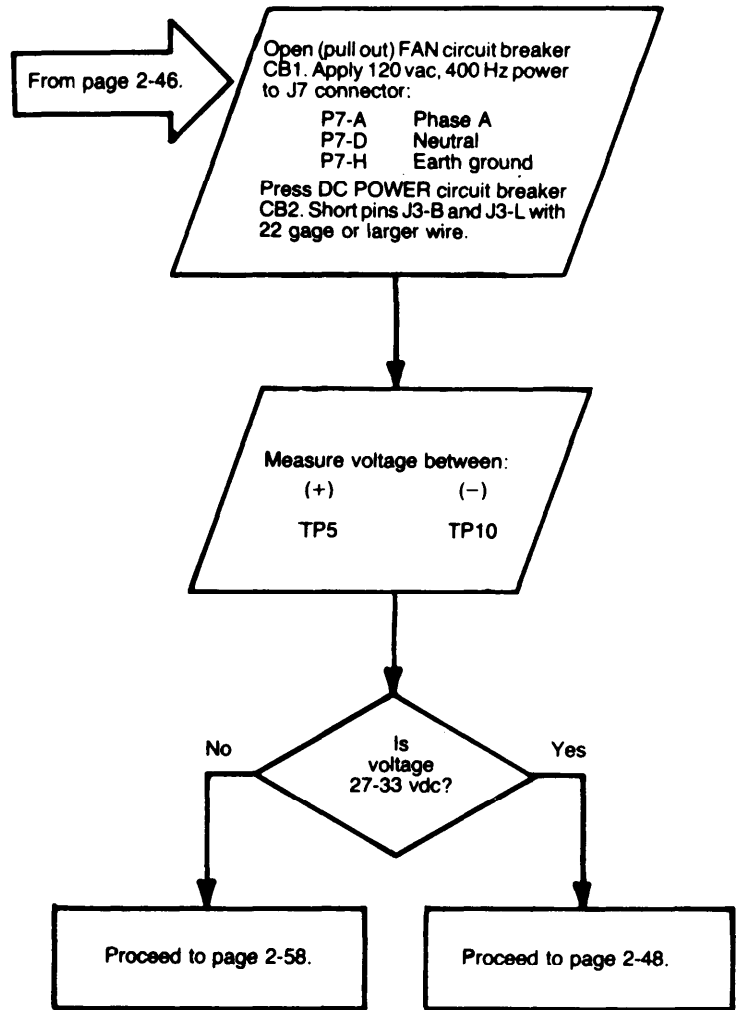 From page 2-46.
Open (pull out) FAN circuit breaker
CB1. Apply 120 vac, 400 Hz power
to J7 connector:
P7-A Phase A
P7-D Neutral
P7-H Earth ground
Press DC POWER circuit breaker
CB2. Short pins J3-B and J3-L with
22 gage or larger wire.
Measure voltage between:
(+) (−)
TP5 TP10
Is
voltage
27-33 vdc?
No
Yes
Proceed to page 2-58.
Proceed to page 2-48.